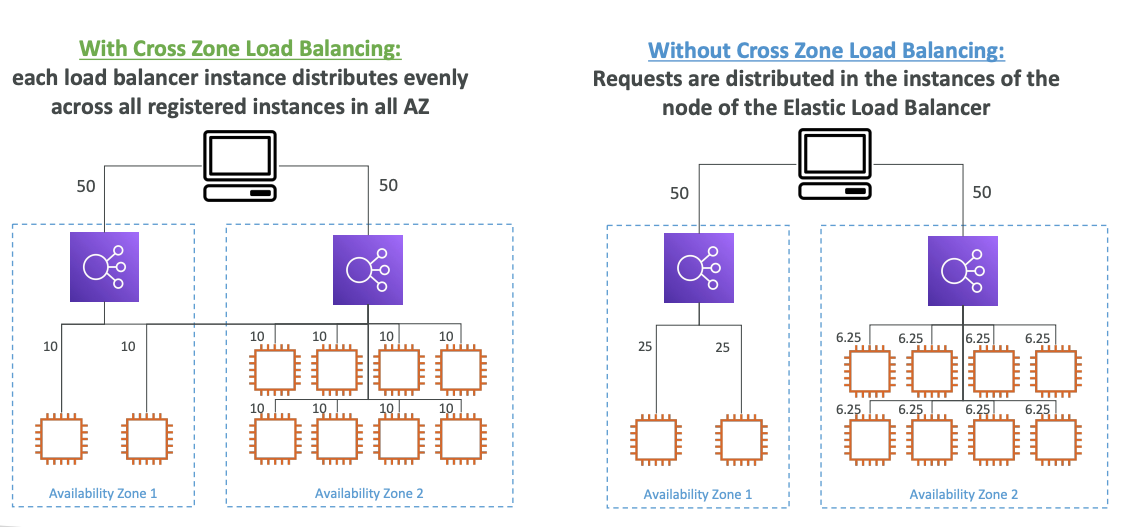 With Cross Zone Load Balancing:
each load balancer instance distributes evenly
across all registered instances in all AZ
50
50
10
10
10
10
10
10
10
10
10
10
Availability Zone 1
Availability Zone 2
Without Cross Zone Load Balancing:
Requests are distributed in the instances of the
node of the Elastic Load Balancer
50
50
25
25
6.25
6.25
6.25
6.25
6.25
6.25
6.25
6.25
Availability Zone 1
Availability Zone 2